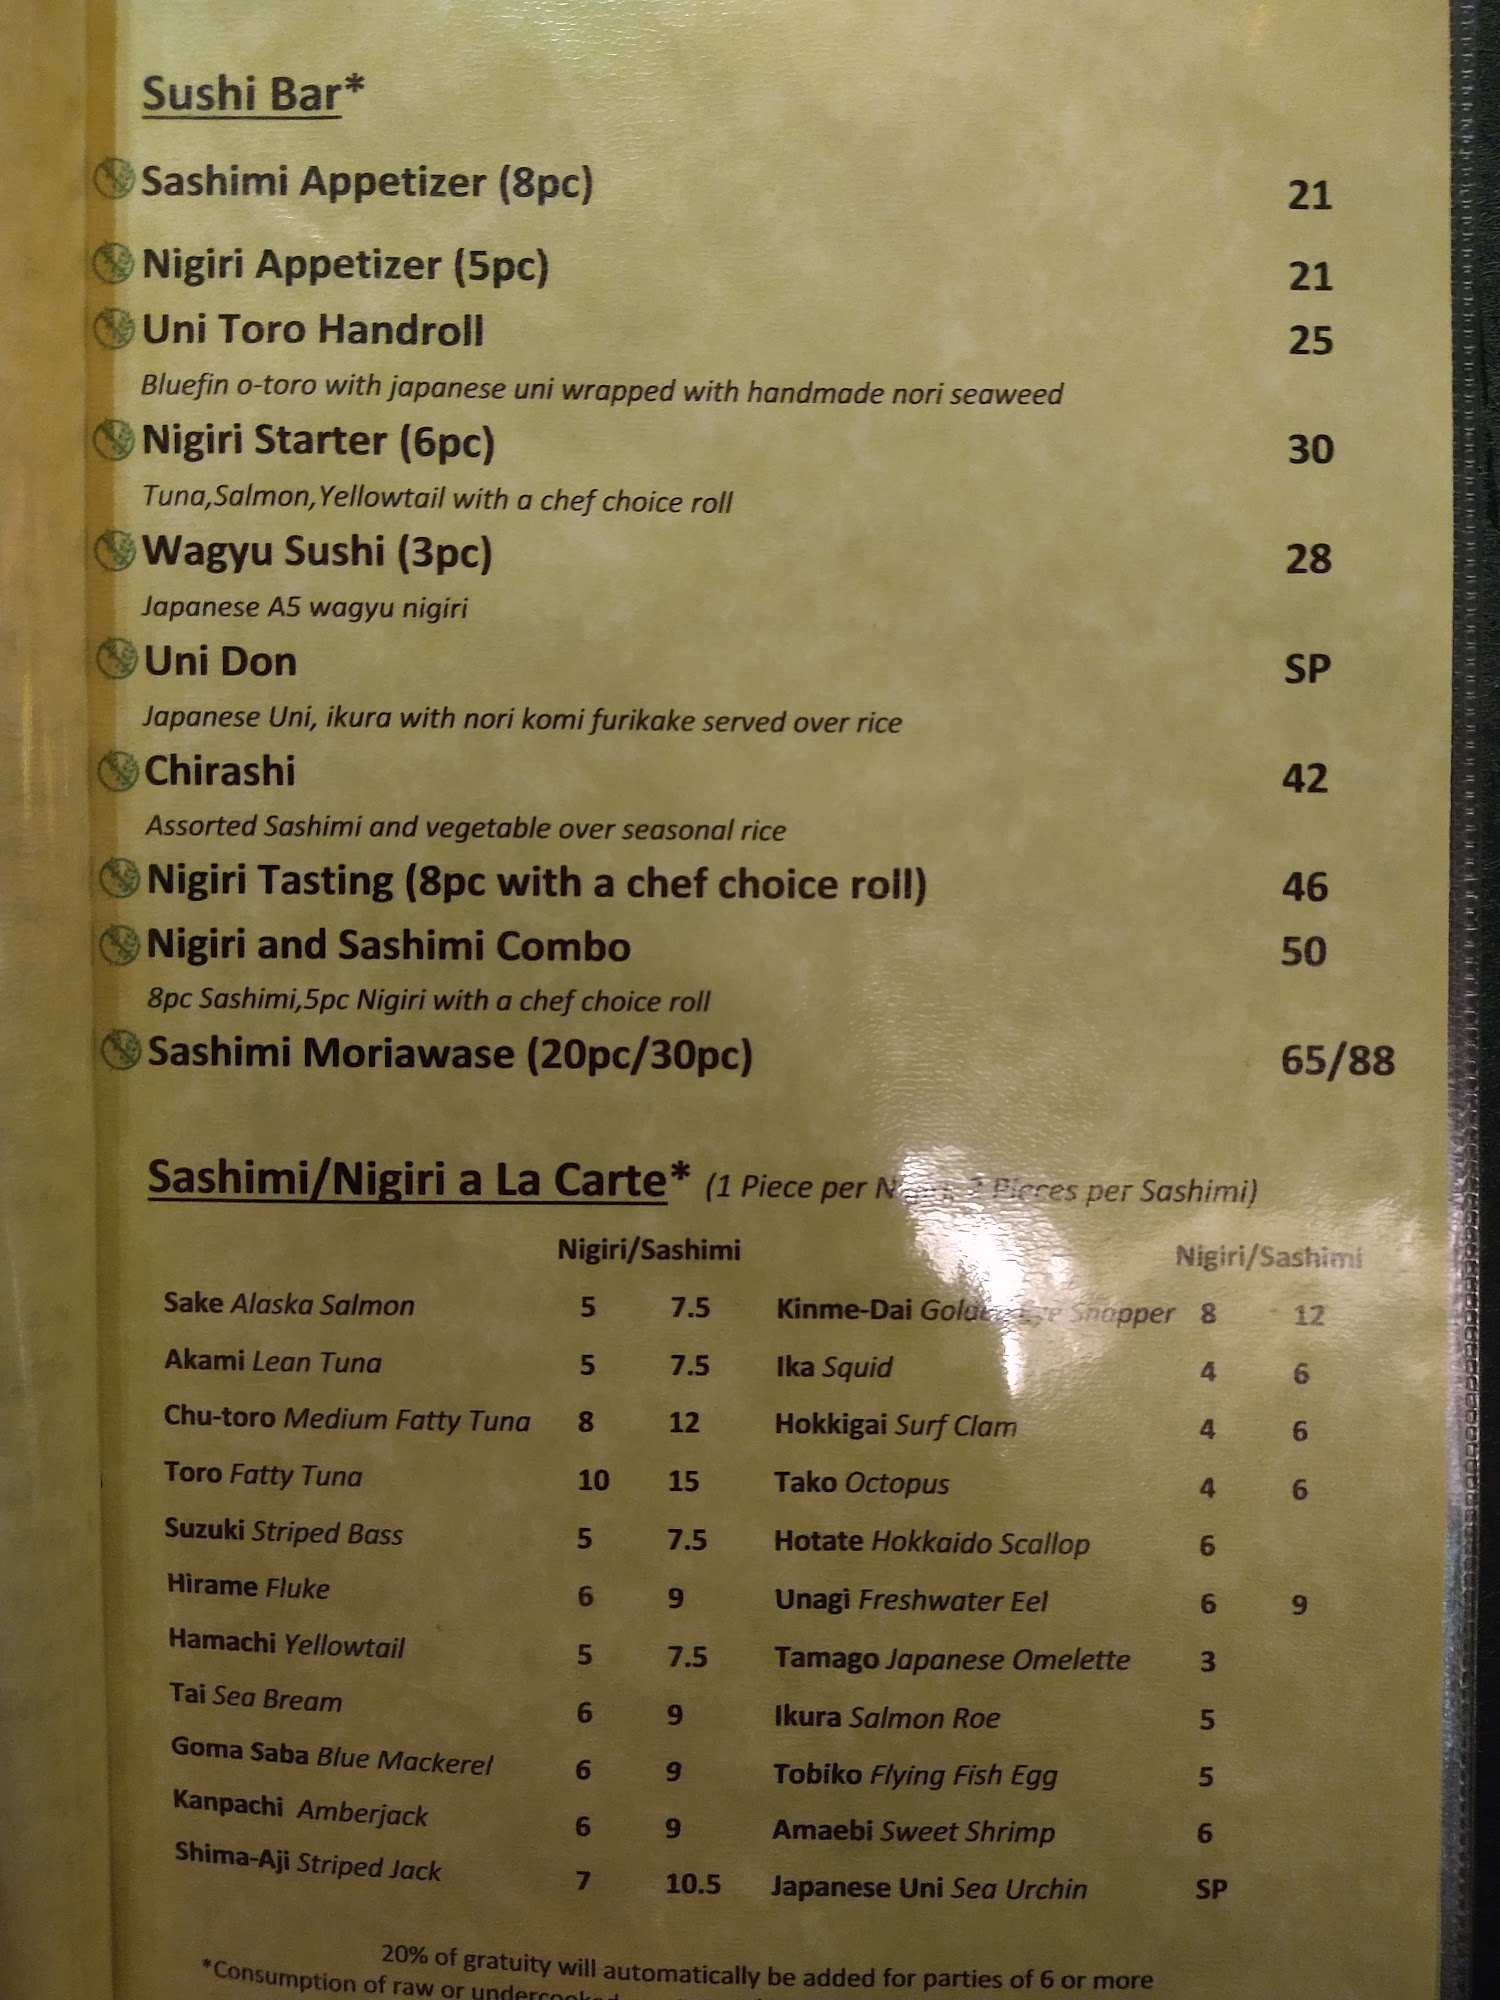 Sushi Bar*
Sashimi Appetizer (8pc) 21
Nigiri Appetizer (5pc) 21
Uni Toro Handroll 25
Bluefin o-toro with japanese uni wrapped with handmade nori seaweed
Nigiri Starter (6pc) 30
Tuna,Salmon,Yellowtail with a chef choice roll
Wagyu Sushi (3pc) 28
Japanese A5 wagyu nigiri
Uni Don SP
Japanese Uni, ikura with nori komi furikake served over rice
Chirashi 42
Assorted Sashimi and vegetable over seasonal rice
Nigiri Tasting (8pc with a chef choice roll) 46
Nigiri and Sashimi Combo 50
8pc Sashimi,5pc Nigiri with a chef choice roll
Sashimi Moriawase (20pc/30pc) 65/88
Sashimi/Nigiri a La Carte* (1 Piece per Pieces per Sashimi)
Nigiri/Sashimi Nigiri/Sashimi
Sake Alaska Salmon 5 7.5 Kinme-Dai Golden Eye Snapper 8 12
Akami Lean Tuna 5 7.5 Ika Squid 4 6
Chu-toro Medium Fatty Tuna 8 12 Hokkigai Surf Clam 4 6
Toro Fatty Tuna 10 15 Tako Octopus 4 6
Suzuki Striped Bass 5 7.5 Hotate Hokkaido Scallop 6
Hirame Fluke 6 9 Unagi Freshwater Eel 6 9
Hamachi Yellowtail 5 7.5 Tamago Japanese Omelette 3
Tai Sea Bream 6 9 Ikura Salmon Roe 5
Goma Saba Blue Mackerel 6 9 Tobiko Flying Fish Egg 5
Kanpachi Amberjack 6 9 Amaebi Sweet Shrimp 6
Shima-Aji Striped Jack 7 10.5 Japanese Uni Sea Urchin SP
20% of gratuity will automatically be added for parties of 6 or more
*Consumption of raw or undercooked